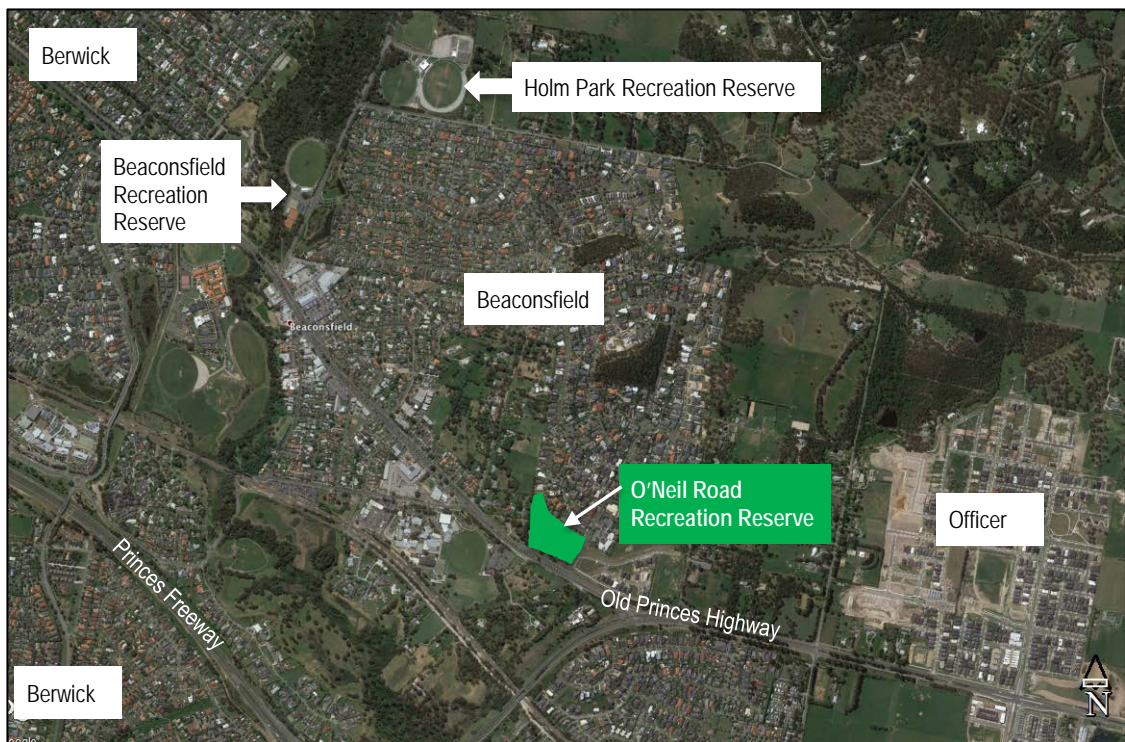 Berwick
Holm Park Recreation Reserve
Beaconsfield
Recreation
Reserve
Beaconsfield
Beaconsfield
O'Neil Road
Recreation Reserve
Officer
Princes Freeway
Old Princes Highway
Berwick
N